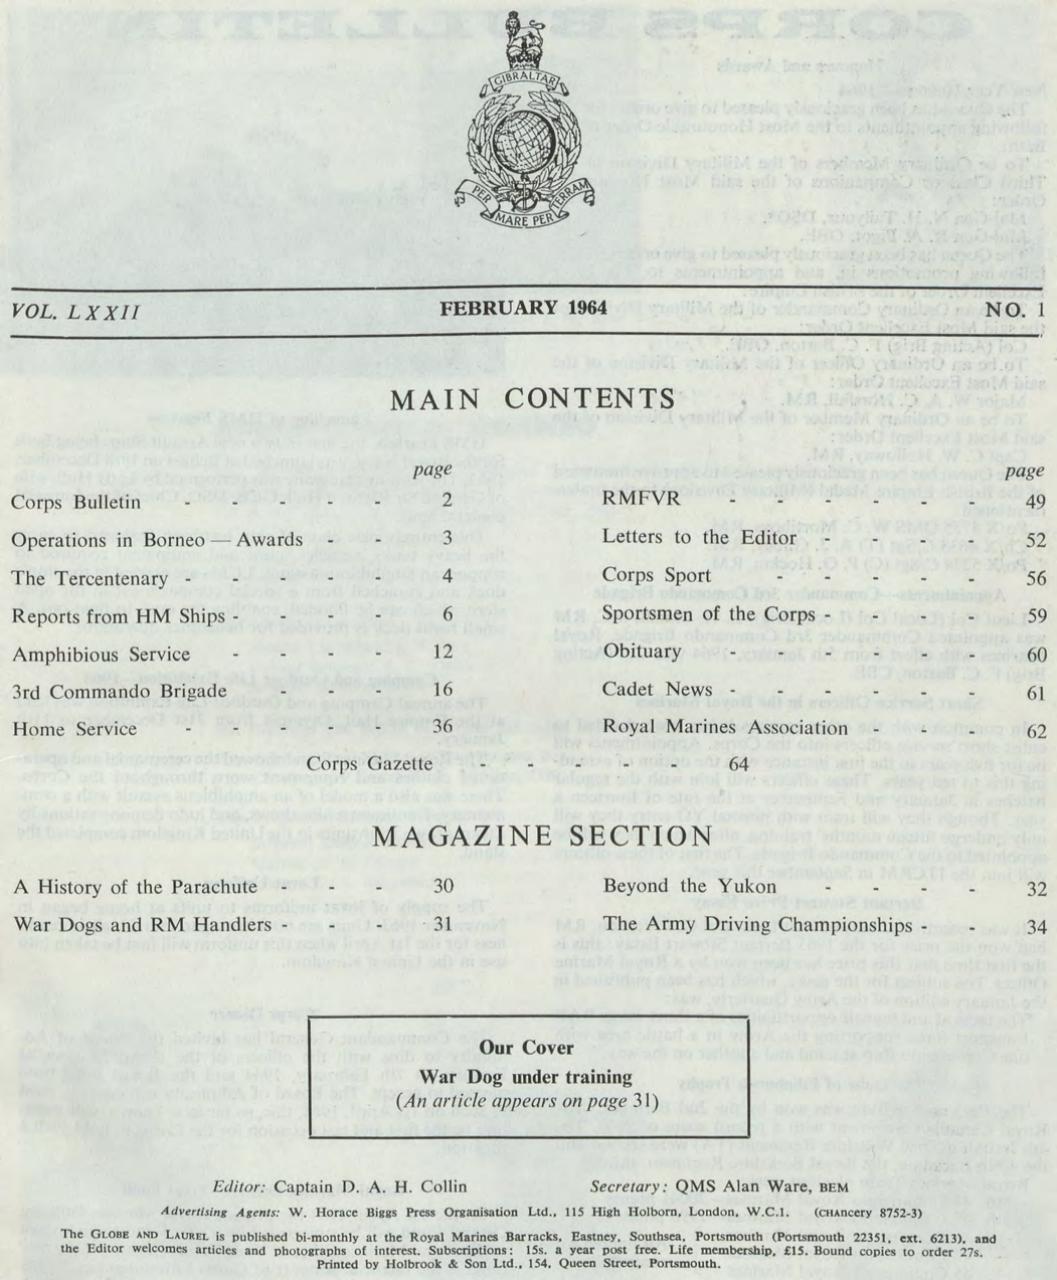 GIBRALTAR
PER MARE PER TERRAM
VOL. LXXII FEBRUARY 1964 NO. 1
MAIN CONTENTS
page
Corps Bulletin - - - - - 2
Operations in Borneo — Awards - - 3
The Tercentenary - - - - - 4
Reports from HM Ships - - - - 6
Amphibious Service - - - - 12
3rd Commando Brigade - - - 16
Home Service - - - - - 36
page
RMFVR - - - - - - 49
Letters to the Editor - - - - 52
Corps Sport - - - - - 56
Sportsmen of the Corps - - - - 59
Obituary - - - - - - 60
Cadet News - - - - - - 61
Royal Marines Association - - - 62
Corps Gazette - - - - 64
MAGAZINE SECTION
A History of the Parachute - - - 30
War Dogs and RM Handlers - - - 31
Beyond the Yukon - - - - 32
The Army Driving Championships - - 34
Our Cover
War Dog under training
(An article appears on page 31)
Editor: Captain D. A. H. Collin Secretary: QMS Alan Ware, BEM
Advertising Agents: W. Horace Biggs Press Organisation Ltd., 115 High Holborn, London, W.C.1. (CHAncery 8752-3)
The GLOBE AND LAUREL is published bi-monthly at the Royal Marines Barracks, Eastney, Southsea, Portsmouth (Portsmouth 22351, ext. 6213), and
the Editor welcomes articles and photographs of interest. Subscriptions: 15s. a year post free. Life membership, £15. Bound copies to order 27s.
Printed by Holbrook & Son Ltd., 154, Queen Street, Portsmouth.